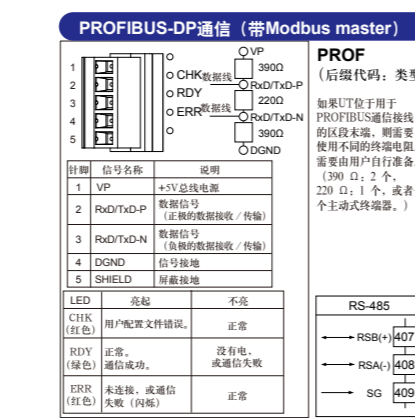 PROFIBUS-DP通信（带Modbus master）
1
2
3
4
5
CHK
RDY
ERR
数据线
数据线
VP
390Ω
RxD/TxD-P
220Ω
RxD/TxD-N
390Ω
DGND
针脚 信号名称 说明
1 VP +5V总线电源
2 RxD/TxD-P 数据信号
（正极的数据接收／传输）
3 RxD/TxD-N 数据信号
（负极的数据接收／传输）
4 DGND 信号接地
5 SHIELD 屏蔽接地
LED 亮起 不亮
CHK
(红色) 用户配置文件错误。 正常
RDY
(绿色) 正常。
通信成功。 没有电，
或通信失败
ERR
(红色) 未连接，或通信
失败（闪烁） 正常
PROF
（后缀代码：类型
如果UT位于用于
PROFIBUS通信接线
的区段末端，则需要
使用不同的终端电阻
需要由用户自行准备
（390 Ω：2 个，
220 Ω：1 个，或者
个主动式终端器。）
RS-485
RSB(+) 407
RSA(-) 408
SG 409